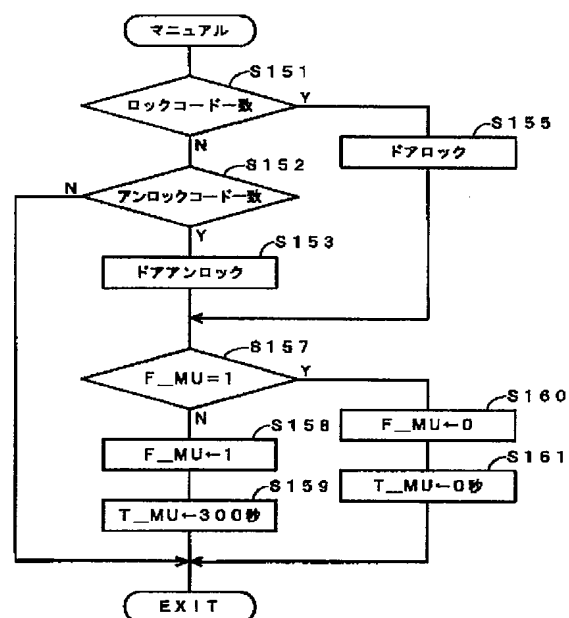 マニュアル
S151
ロックコード一致
Y
S155
ドアロック
N
S152
N
アンロックコード一致
Y
S153
ドアアンロック
S157
F_MU=1
Y
S160
F_MU←0
N
S158
F_MU←1
S161
T_MU←0秒
S159
T_MU←300秒
EXIT